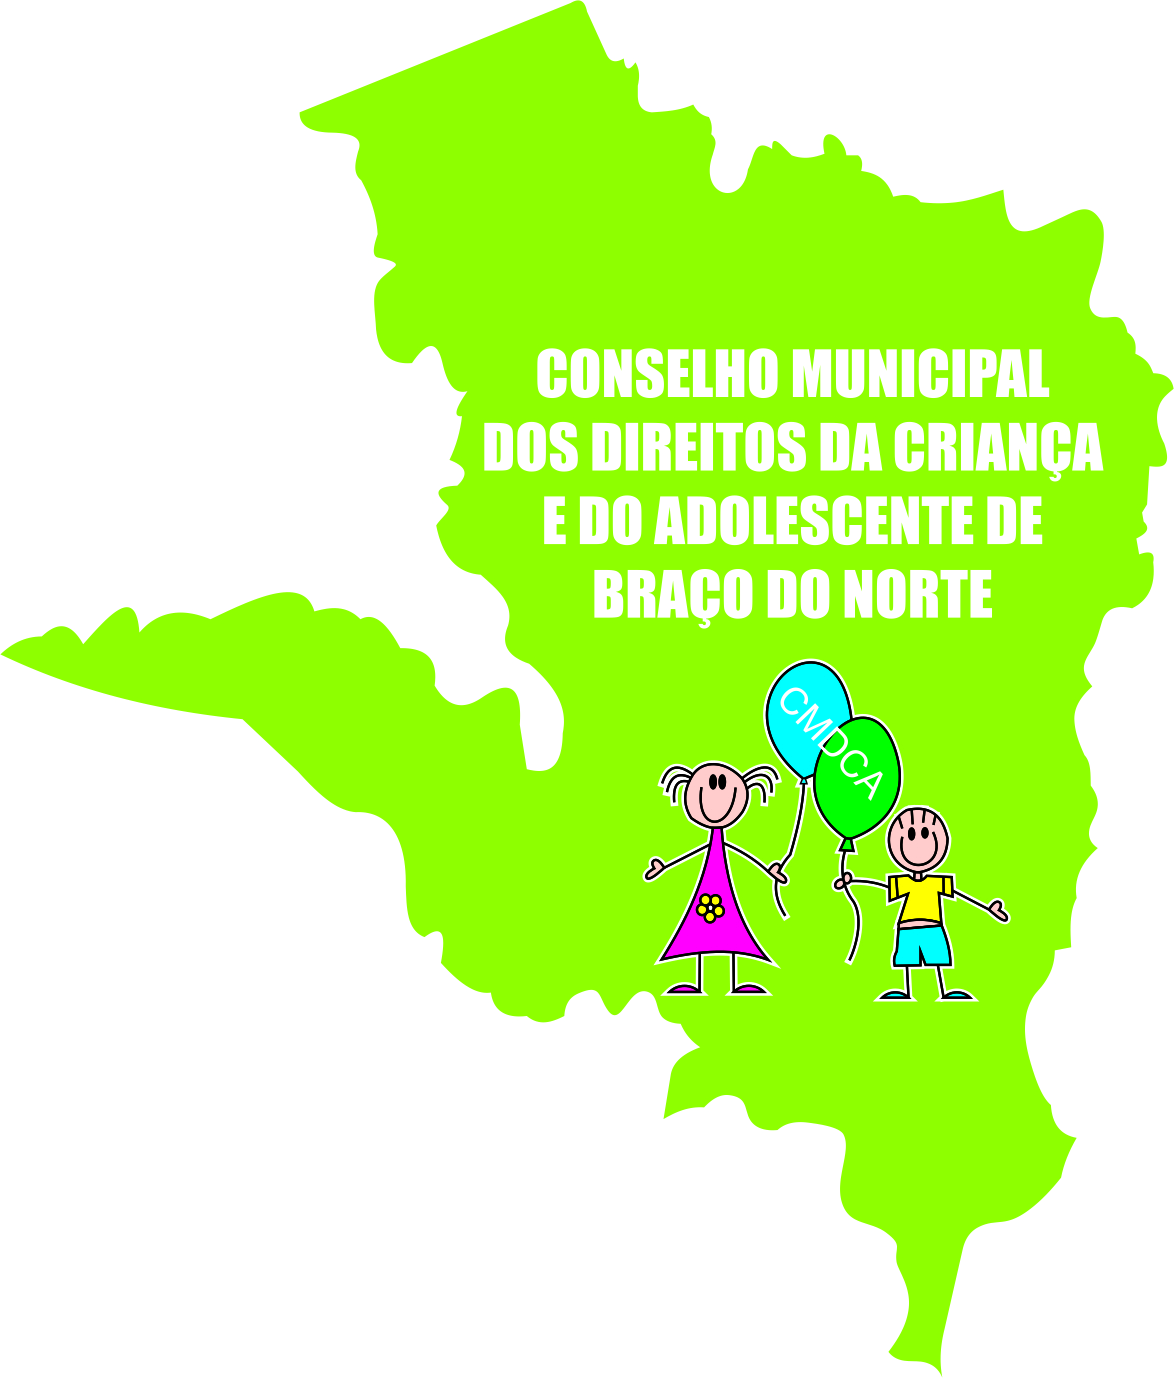 CONSELHO MUNICIPAL
DOS DIREITOS DA CRIANÇA
E DO ADOLESCENTE DE
BRAÇO DO NORTE
CMDCA